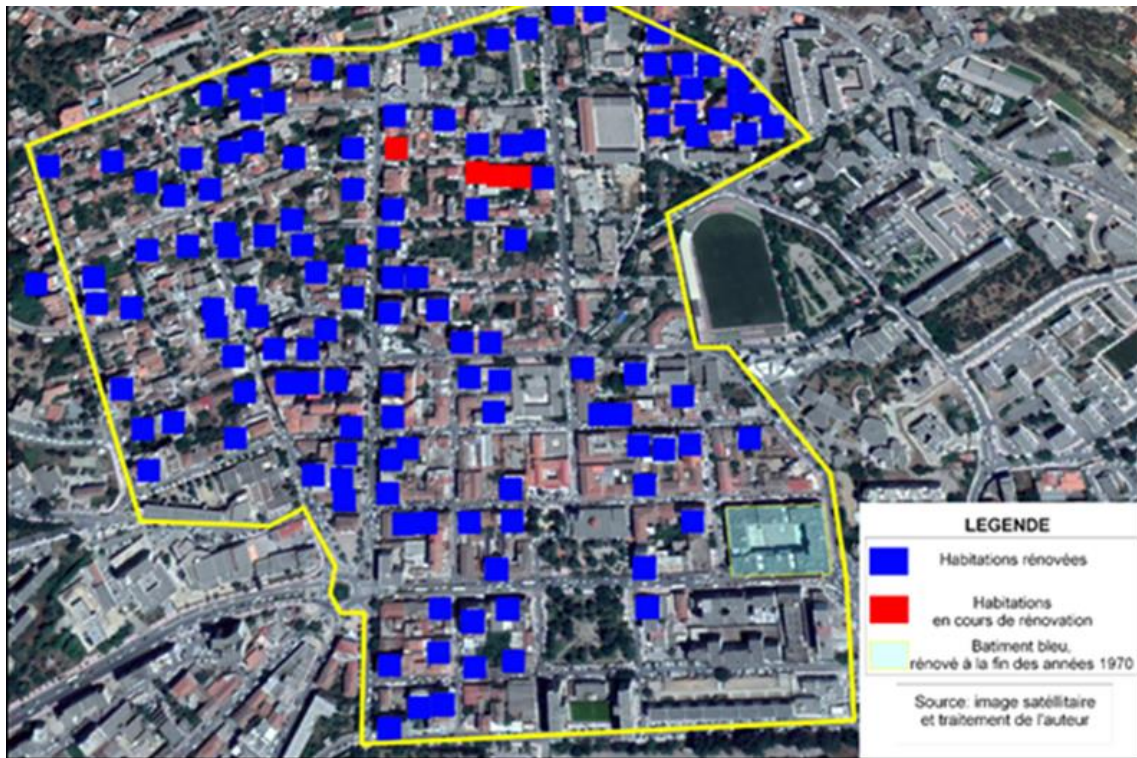 LEGENDE
Habitations rénovées
Habitations
en cours de rénovation
Batiment bleu,
rénové à la fin des années 1970
Source: image satéllitaire
et traitement de l'auteur